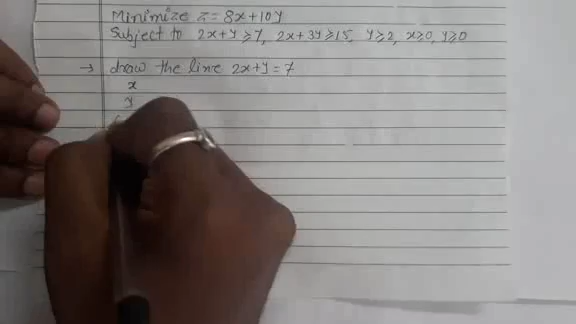 Minimize z = 8x+10y
Subject to 2x+y ≥ 7, 2x+3y ≥ 15, y ≥ 2, x ≥ 0, y ≥ 0
→ draw the line 2x+y = 7
x
y
(